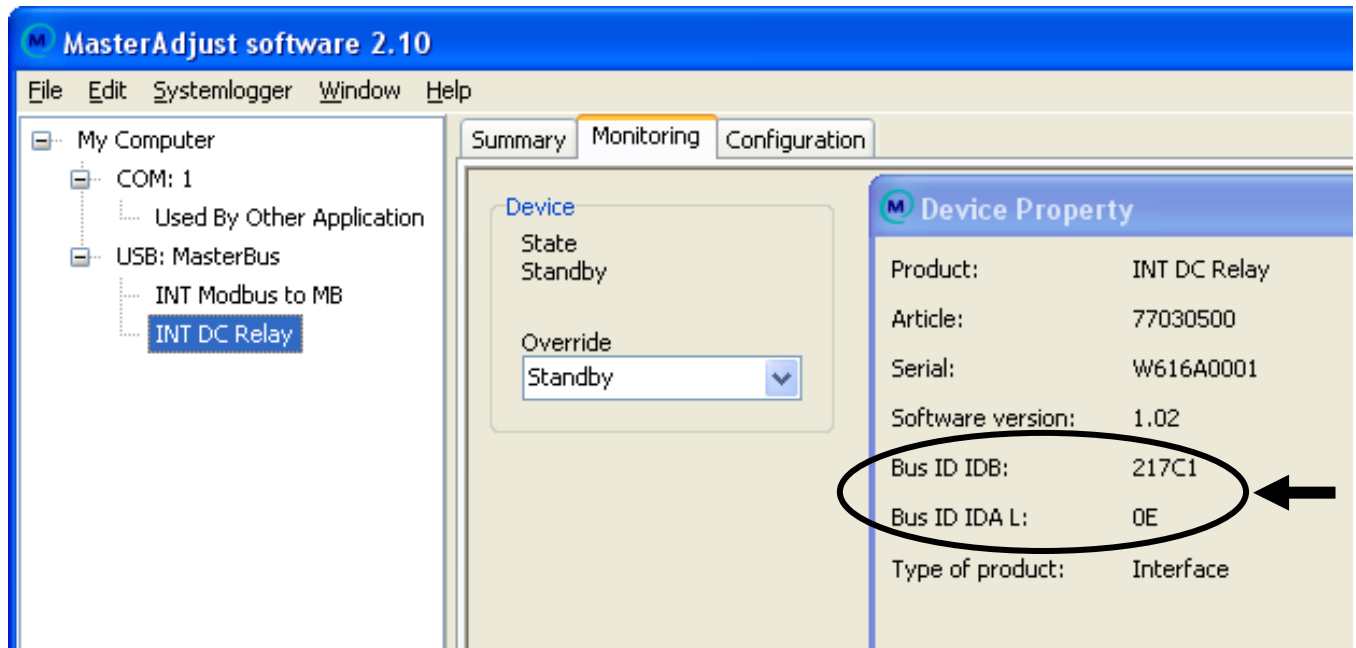 MasterAdjust software 2.10
File Edit Systemlogger Window Help
My Computer
COM: 1
Used By Other Application
USB: MasterBus
INT Modbus to MB
INT DC Relay
Summary Monitoring Configuration
Device
State
Standby
Override
Standby
M Device Property
Product: INT DC Relay
Article: 77030500
Serial: W616A0001
Software version: 1.02
Bus ID IDB: 217C1
Bus ID IDA L: 0E
Type of product: Interface